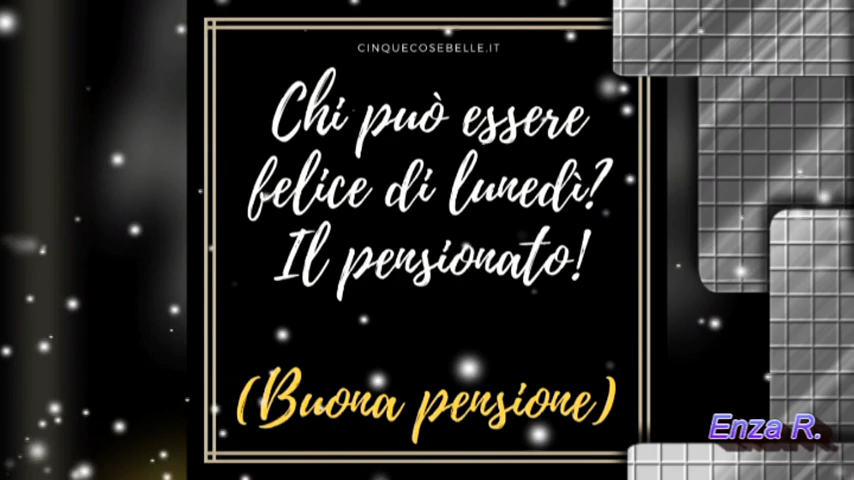 CINQUECOSEBELLE.IT
Chi può essere
felice di lunedì?
Il pensionato!
(Buona pensione)
Enza R.